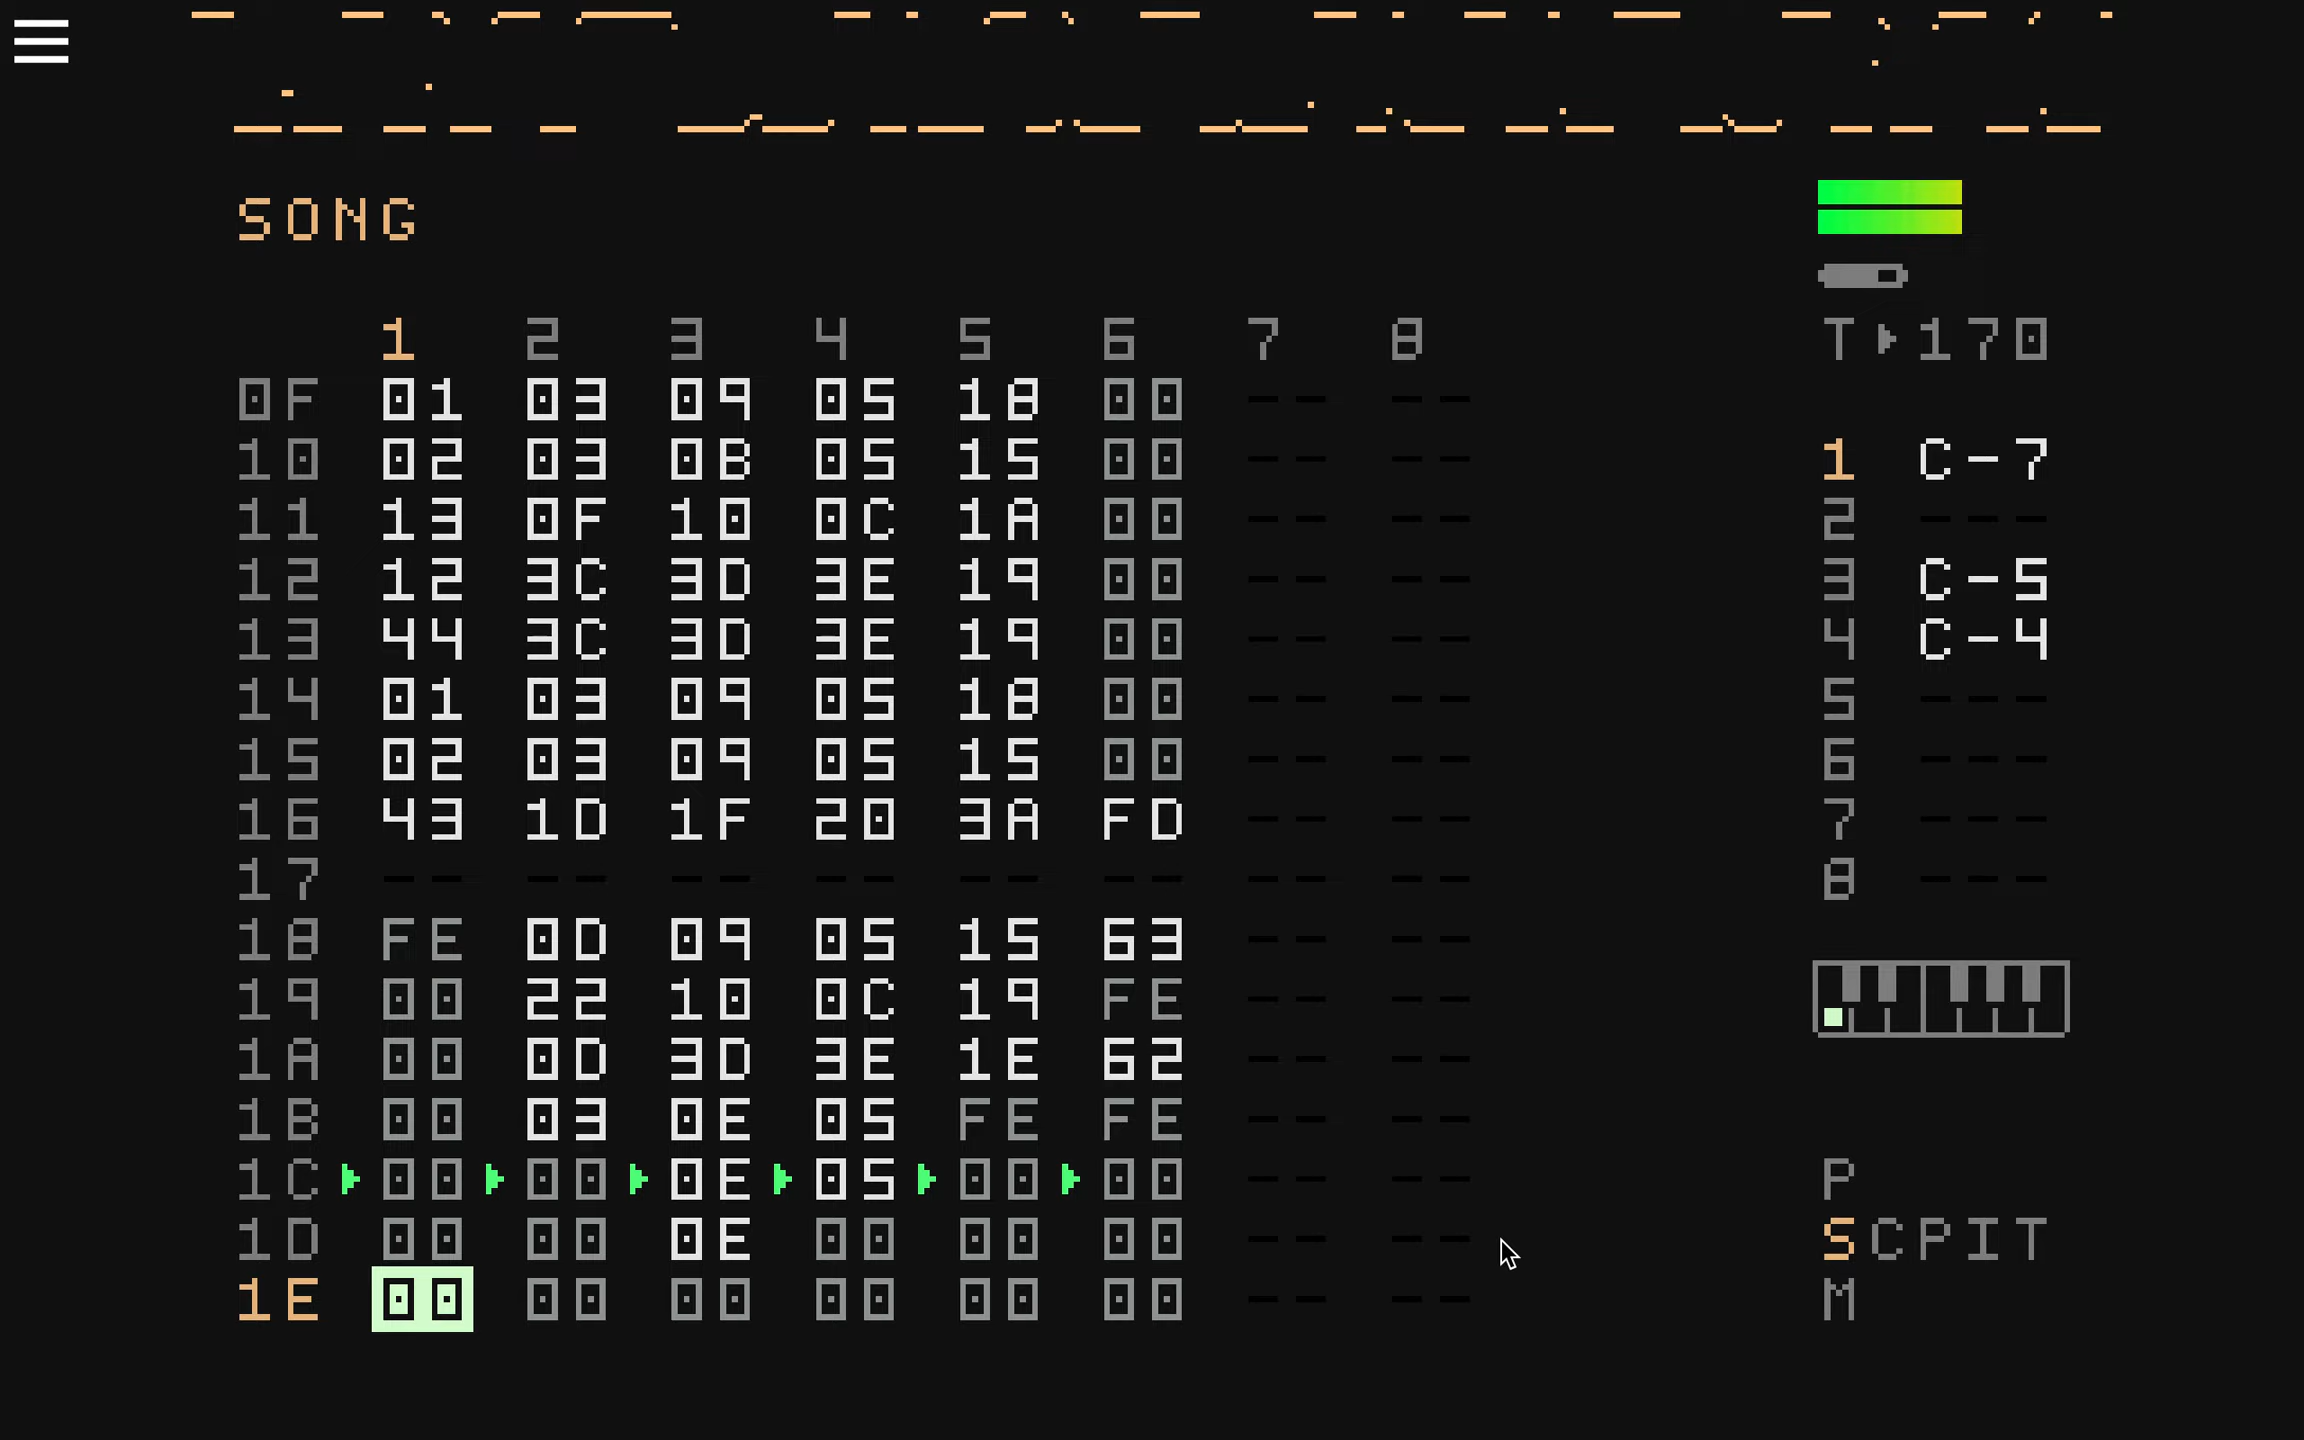 SONG
1 2 3 4 5 6 7 8 T 170
0F 01 03 09 05 18 00 -- --
10 02 03 0B 05 15 00 -- -- 1 C-7
11 13 0F 10 0C 1A 00 -- -- 2 ---
12 12 3C 3D 3E 19 00 -- -- 3 C-5
13 44 3C 3D 3E 19 00 -- -- 4 C-4
14 01 03 09 05 18 00 -- -- 5 ---
15 02 03 09 05 15 00 -- -- 6 ---
16 43 1D 1F 20 3A FD -- -- 7 ---
17 -- -- -- -- -- -- -- -- 8 ---
18 FE 0D 09 05 15 63 -- --
19 00 22 10 0C 19 FE -- --
1A 00 0D 3D 3E 1E 62 -- --
1B 00 03 0E 05 FE FE -- --
1C 00 00 0E 05 00 00 P
1D 00 00 0E 00 00 00 -- -- SCPIT
1E 00 00 00 00 00 00 -- -- M